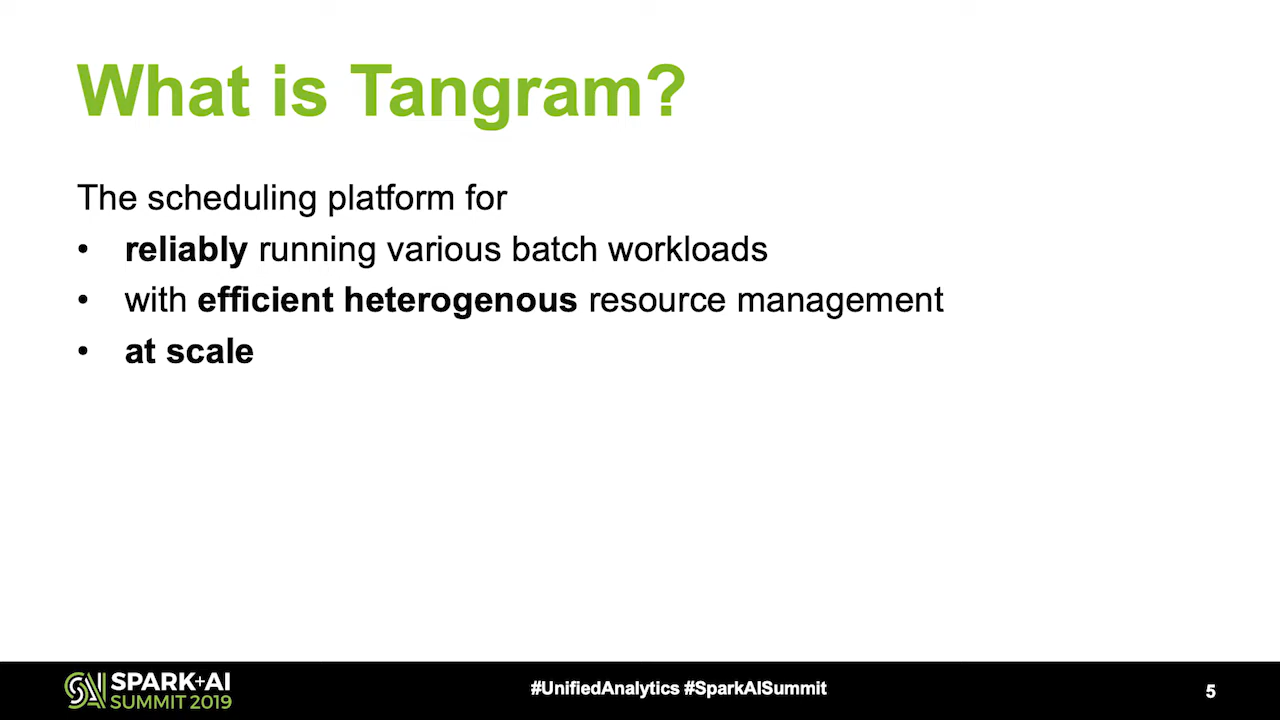 What is Tangram?
The scheduling platform for
• reliably running various batch workloads
• with efficient heterogenous resource management
• at scale
SPARK+AI
SUMMIT 2019
#UnifiedAnalytics #SparkAISummit
5